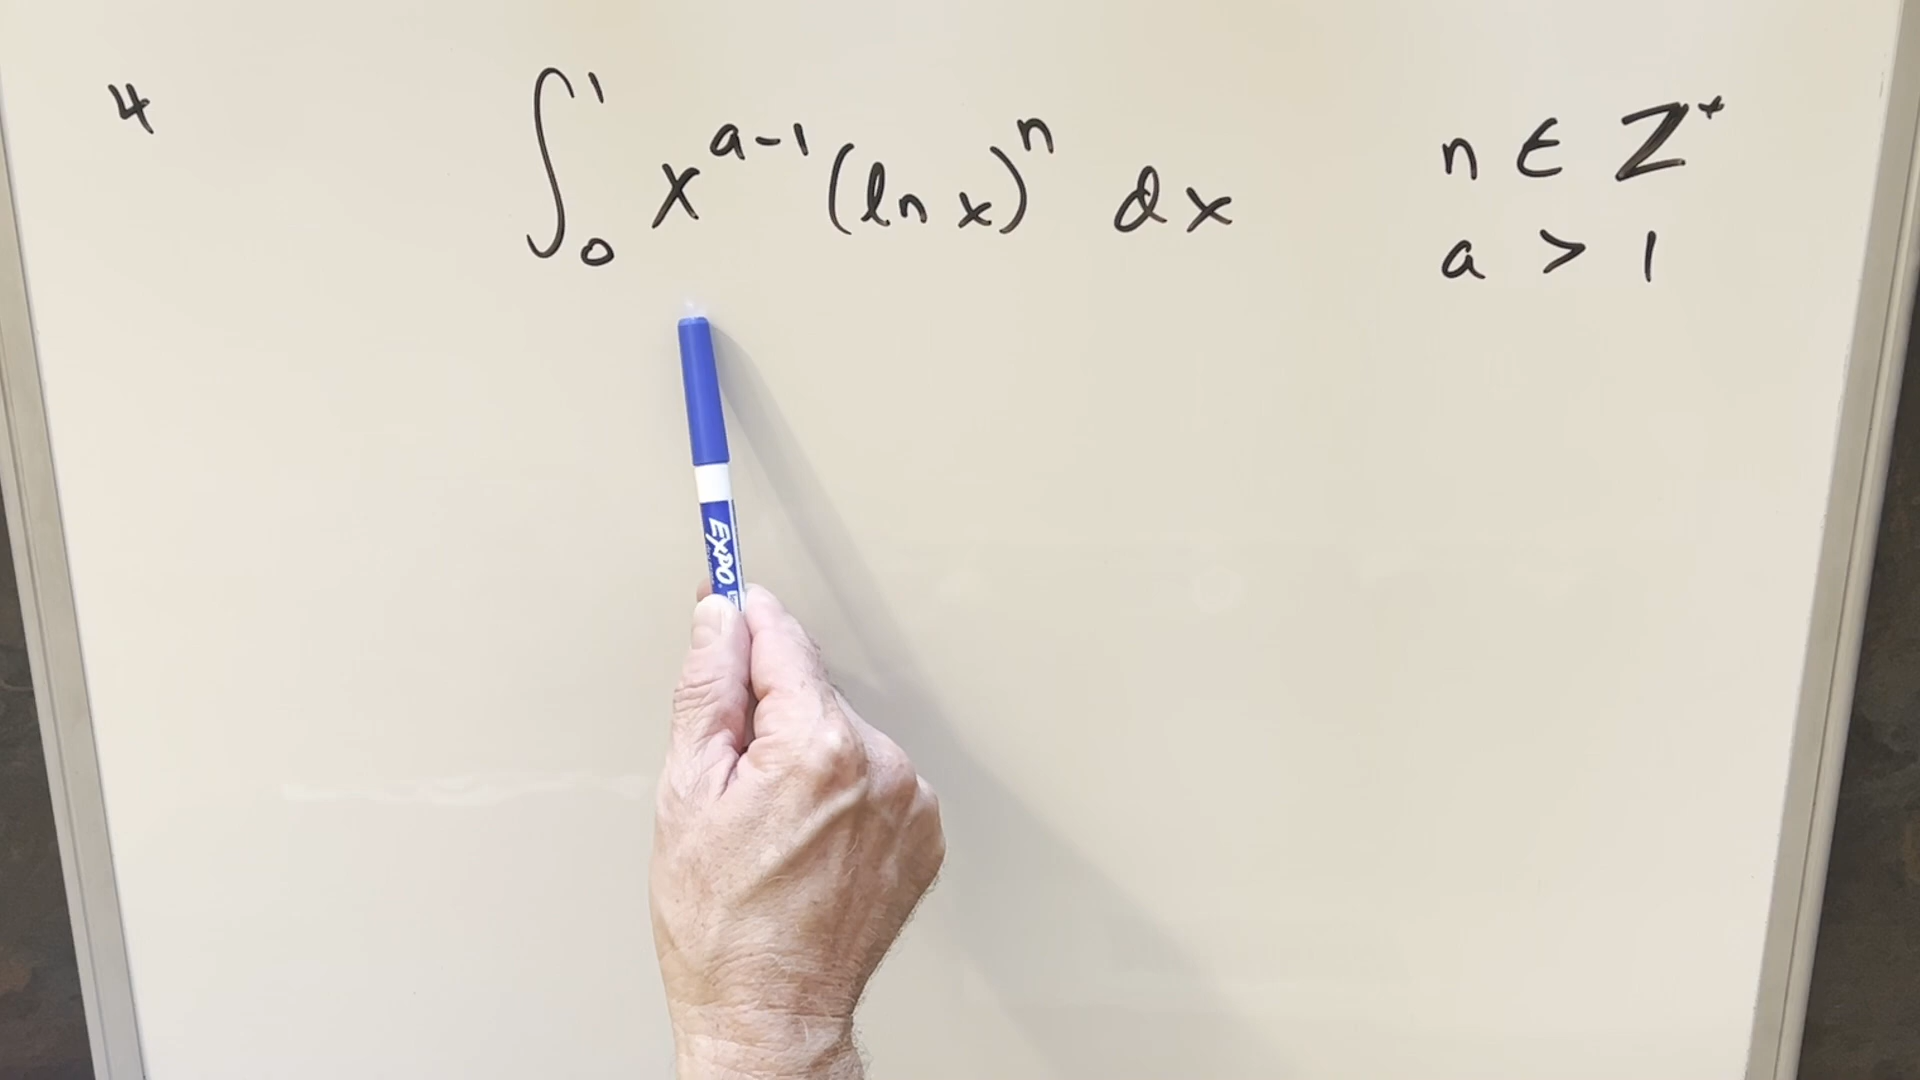 4
∫₀¹ x^(a-1) (ln x)^n dx
n ∈ Z⁺
a > 1
EXPO